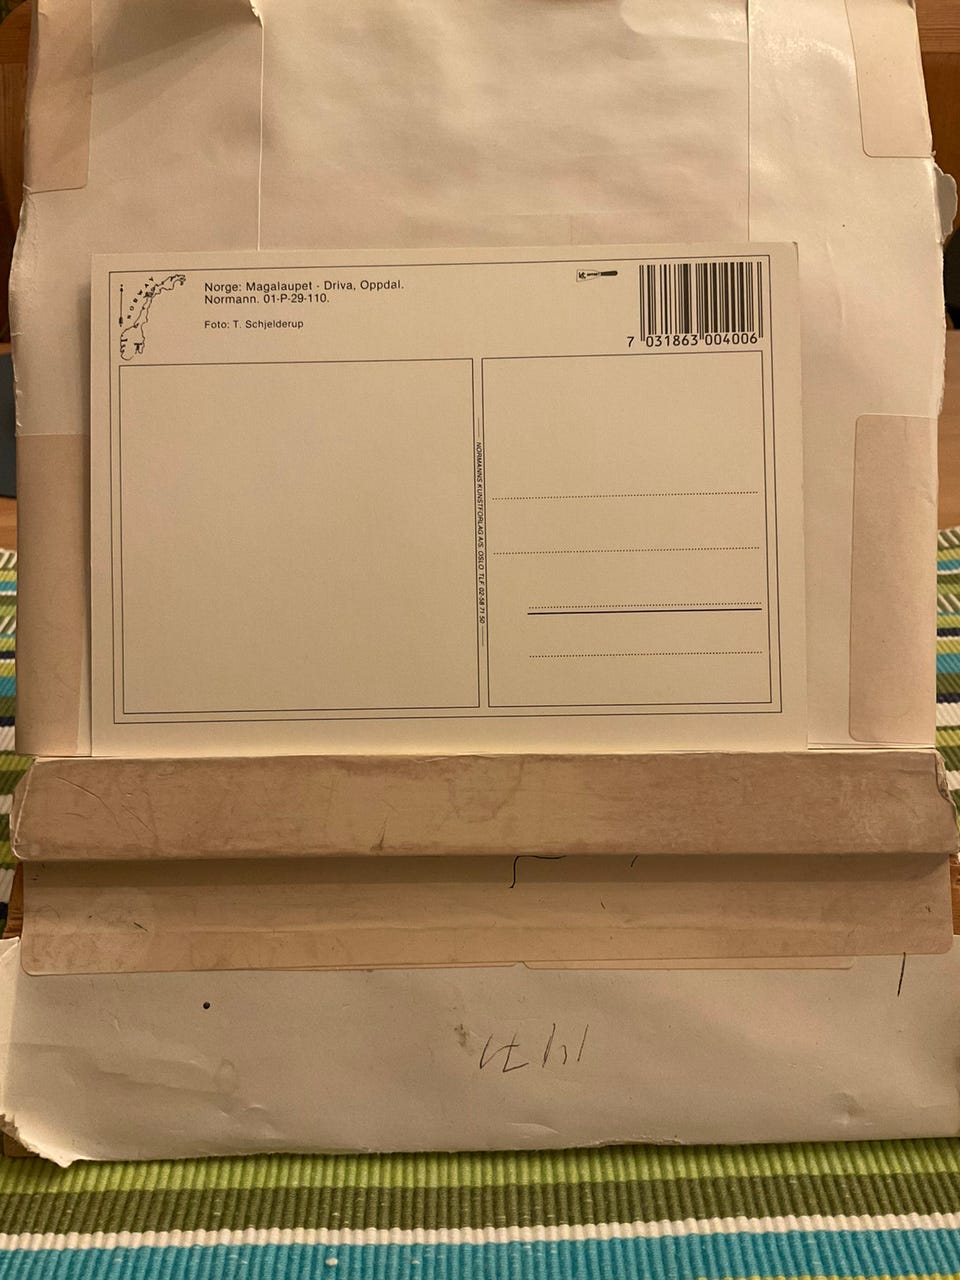 NORWAY
Norge: Magalaupet - Driva, Oppdal.
Normann. 01-P-29-110.
Foto: T. Schjelderup
7 031863 004006
NORMANNS KUNSTFORLAG A/S. OSLO. TLF. 02-58 71 50